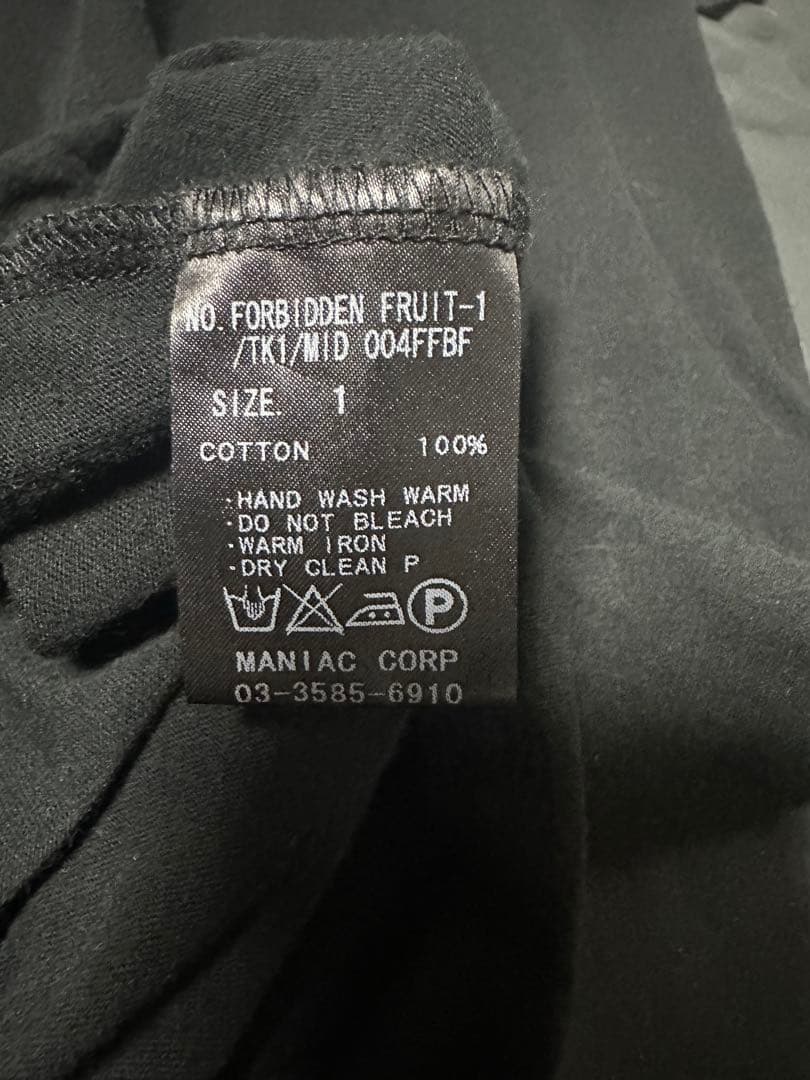 NO.FORBIDDEN FRUIT-1
/TK1/MID 004FFBF
SIZE. 1
COTTON 100%
·HAND WASH WARM
·DO NOT BLEACH
·WARM IRON
·DRY CLEAN P
P
MANIAC CORP
03-3585-6910